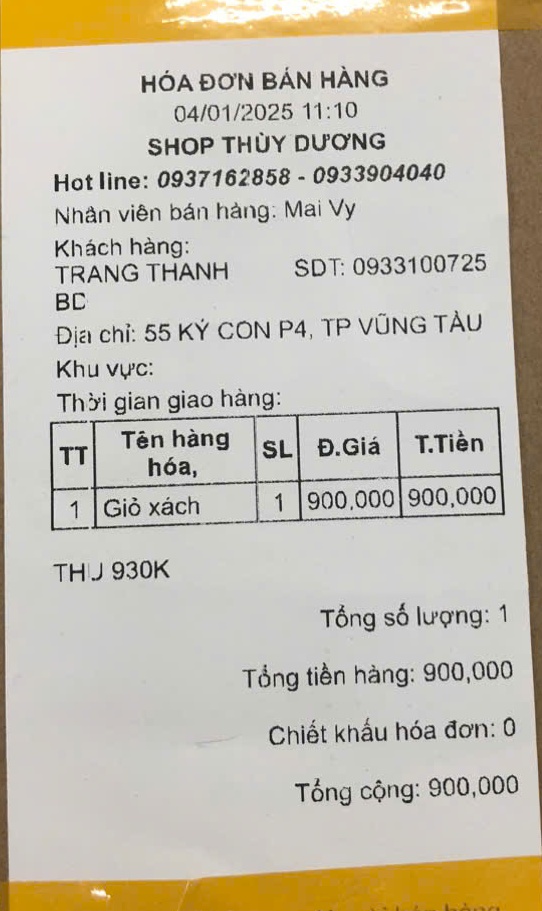 HÓA ĐƠN BÁN HÀNG
04/01/2025 11:10
SHOP THÙY DƯƠNG
Hot line: 0937162858 - 0933904040
Nhân viên bán hàng: Mai Vy
Khách hàng:
TRANG THANH SDT: 0933100725
BD
Địa chỉ: 55 KÝ CON P4, TP VŨNG TÀU
Khu vực:
Thời gian giao hàng:
TT Tên hàng hóa, SL Đ.Giá T.Tiền
1 Giỏ xách 1 900,000 900,000
THU 930K
Tổng số lượng: 1
Tổng tiền hàng: 900,000
Chiết khấu hóa đơn: 0
Tổng cộng: 900,000